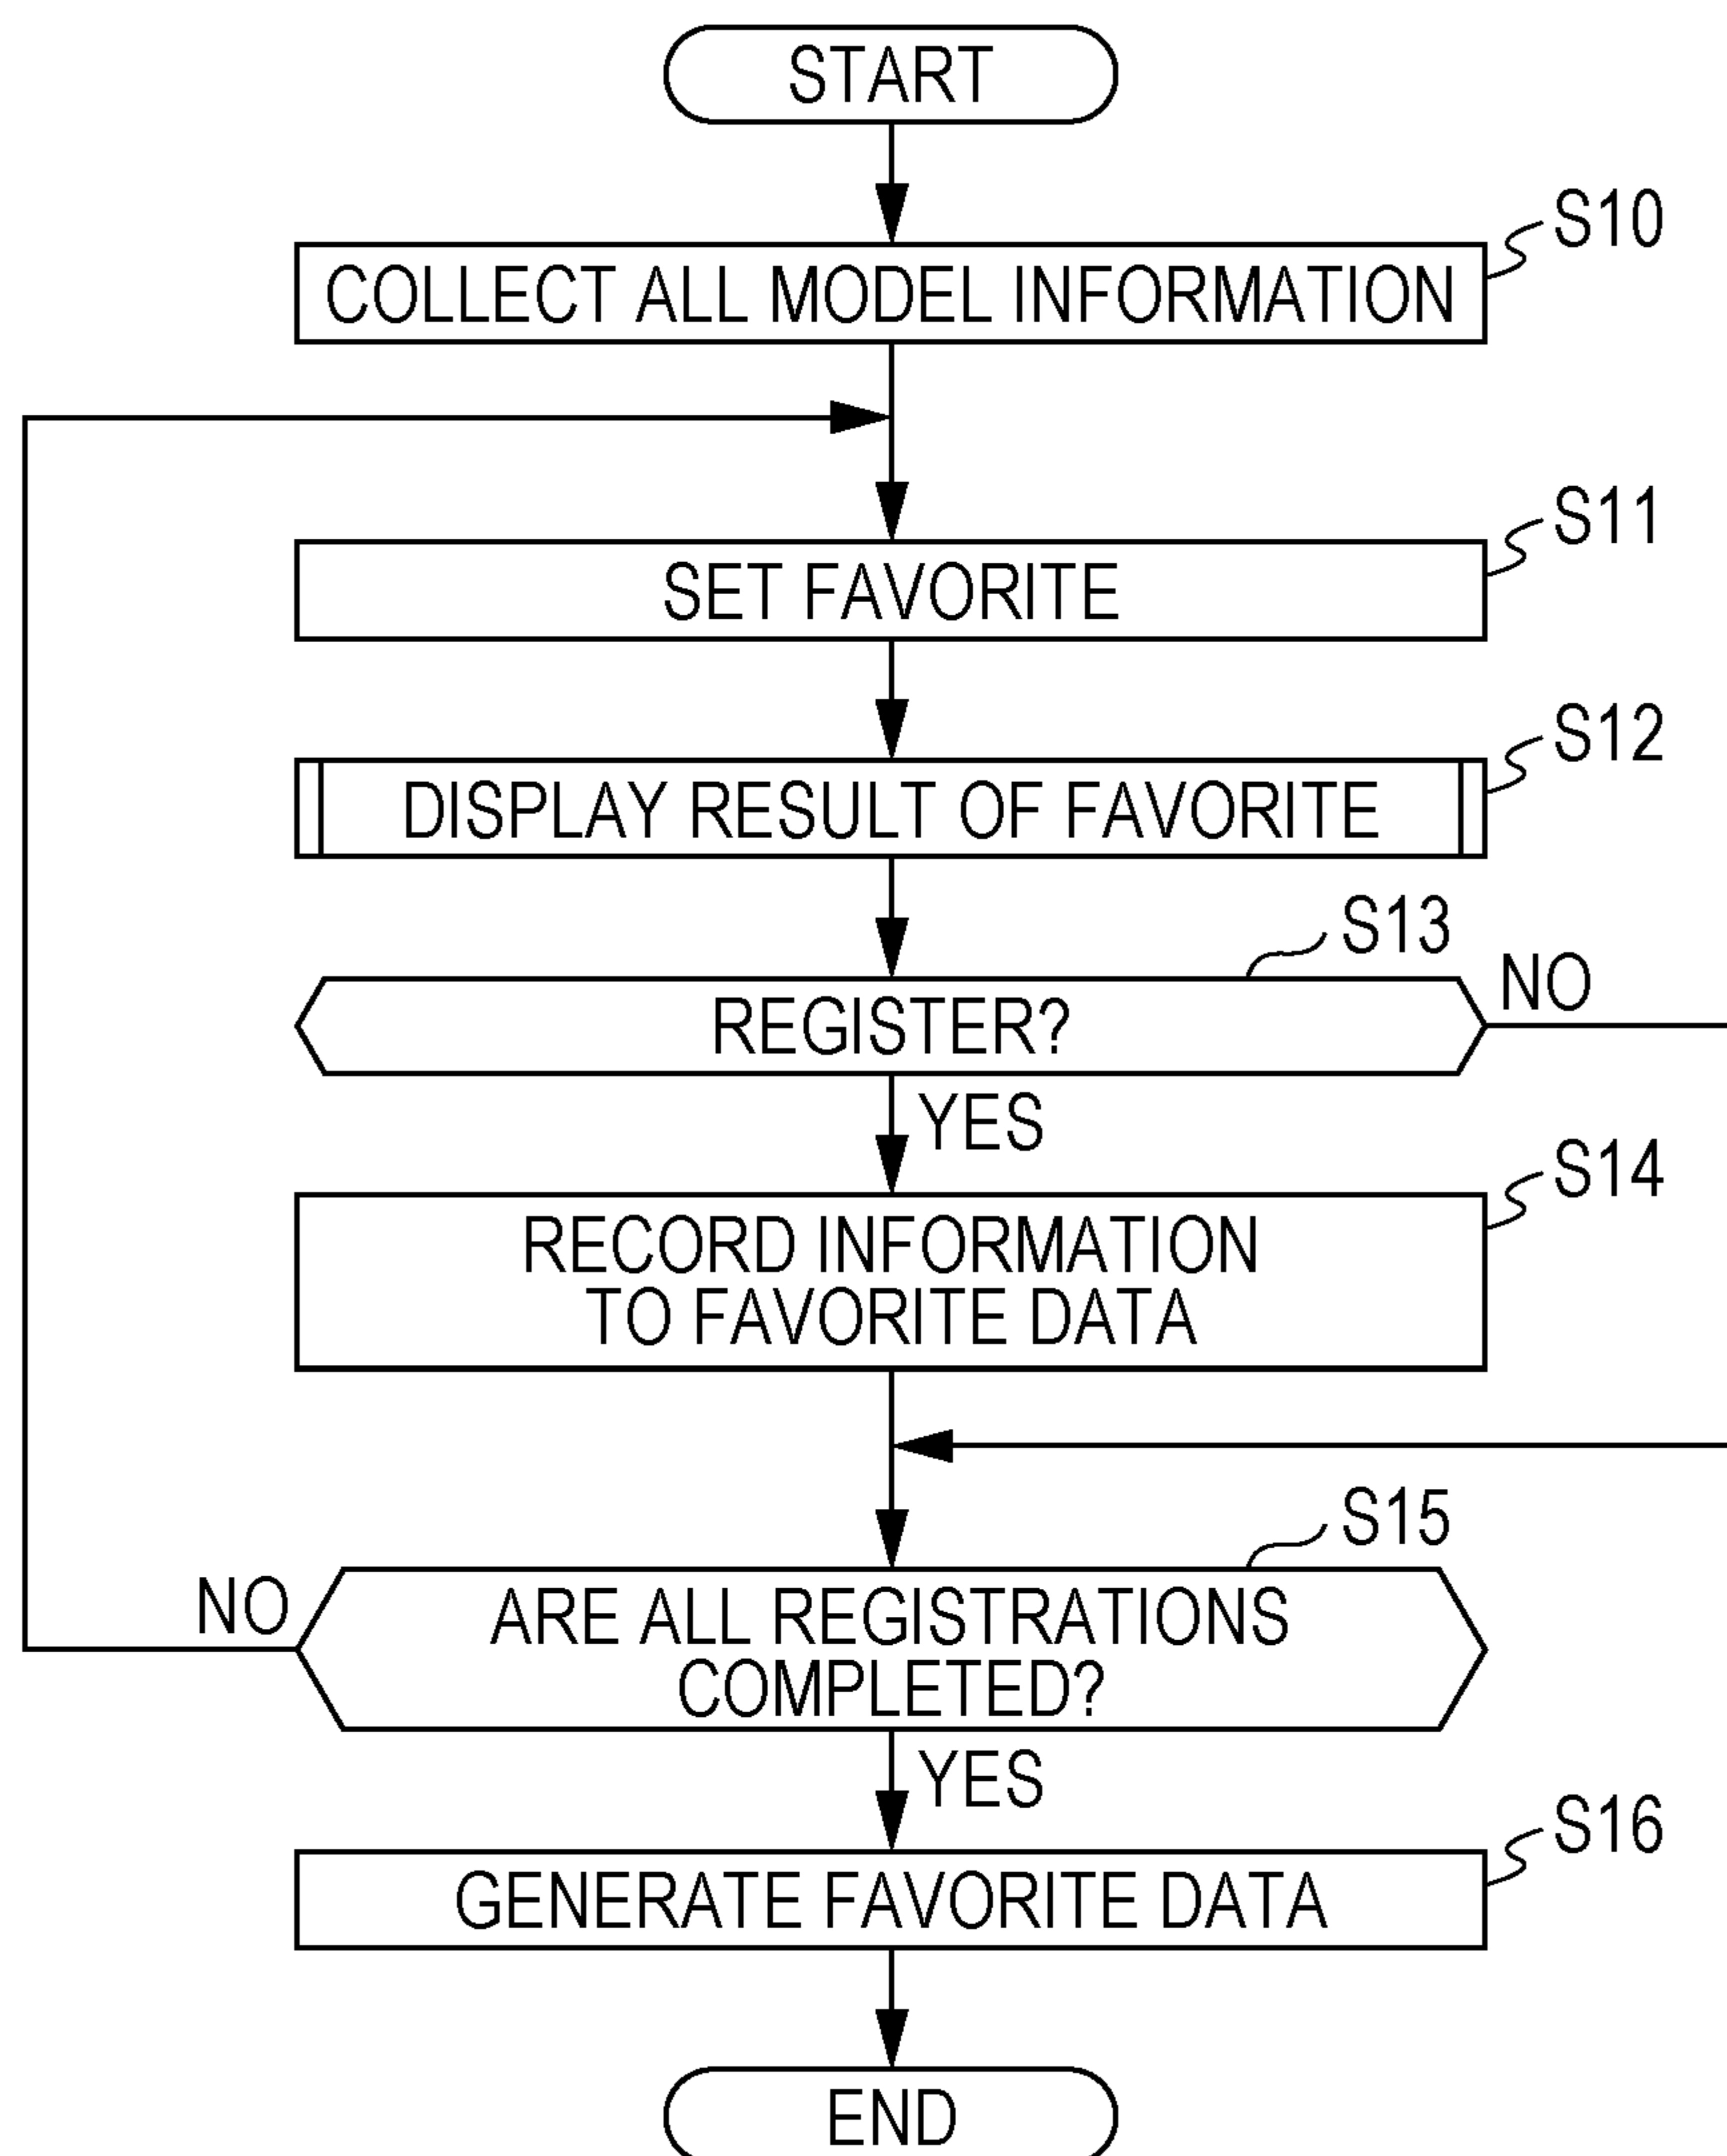 START
S10
COLLECT ALL MODEL INFORMATION
S11
SET FAVORITE
S12
DISPLAY RESULT OF FAVORITE
S13
NO
REGISTER?
YES
S14
RECORD INFORMATION
TO FAVORITE DATA
S15
NO
ARE ALL REGISTRATIONS
COMPLETED?
YES
S16
GENERATE FAVORITE DATA
END